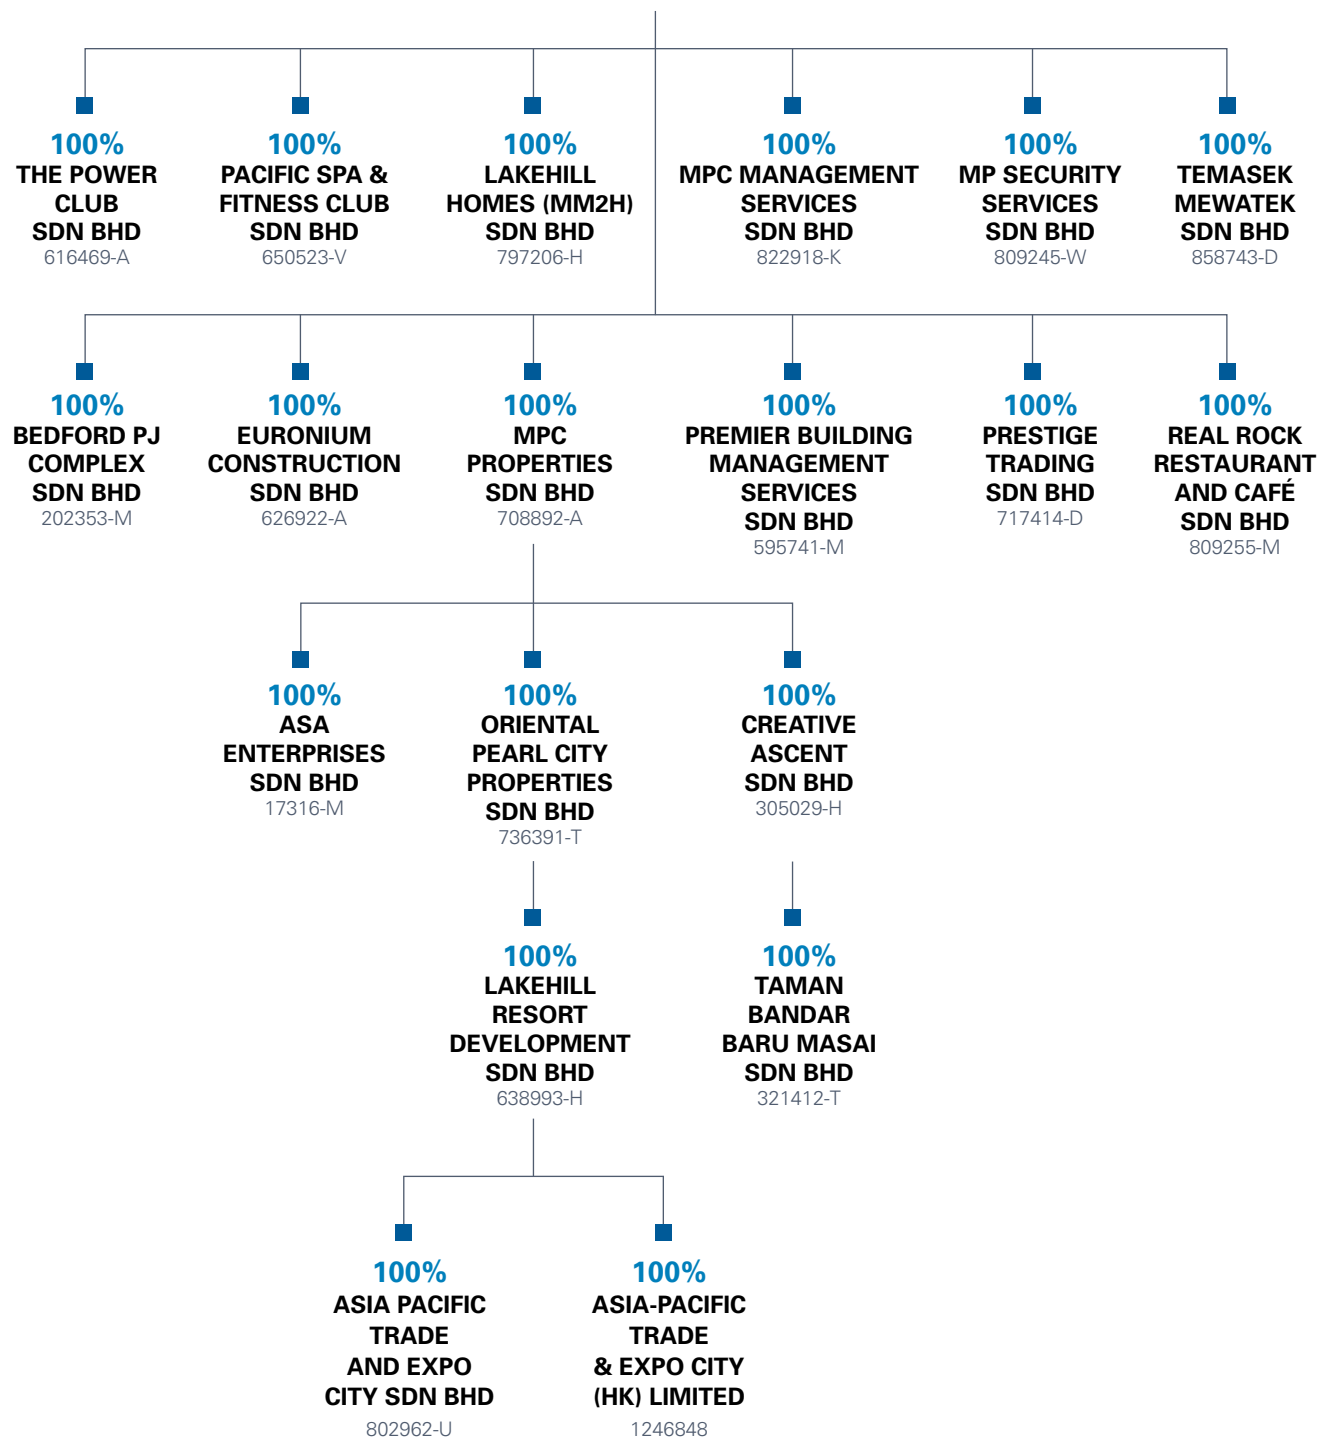 100%
THE POWER
CLUB
SDN BHD
616469-A
100%
PACIFIC SPA &
FITNESS CLUB
SDN BHD
650523-V
100%
LAKEHILL
HOMES (MM2H)
SDN BHD
797206-H
100%
MPC MANAGEMENT
SERVICES
SDN BHD
822918-K
100%
MP SECURITY
SERVICES
SDN BHD
809245-W
100%
TEMASEK
MEWATEK
SDN BHD
858743-D
100%
BEDFORD PJ
COMPLEX
SDN BHD
202353-M
100%
EURONIUM
CONSTRUCTION
SDN BHD
626922-A
100%
MPC
PROPERTIES
SDN BHD
708892-A
100%
PREMIER BUILDING
MANAGEMENT
SERVICES
SDN BHD
595741-M
100%
PRESTIGE
TRADING
SDN BHD
717414-D
100%
REAL ROCK
RESTAURANT
AND CAFÉ
SDN BHD
809255-M
100%
ASA
ENTERPRISES
SDN BHD
17316-M
100%
ORIENTAL
PEARL CITY
PROPERTIES
SDN BHD
736391-T
100%
CREATIVE
ASCENT
SDN BHD
305029-H
100%
LAKEHILL
RESORT
DEVELOPMENT
SDN BHD
638993-H
100%
TAMAN
BANDAR
BARU MASAI
SDN BHD
321412-T
100%
ASIA PACIFIC
TRADE
AND EXPO
CITY SDN BHD
802962-U
100%
ASIA-PACIFIC
TRADE
& EXPO CITY
(HK) LIMITED
1246848